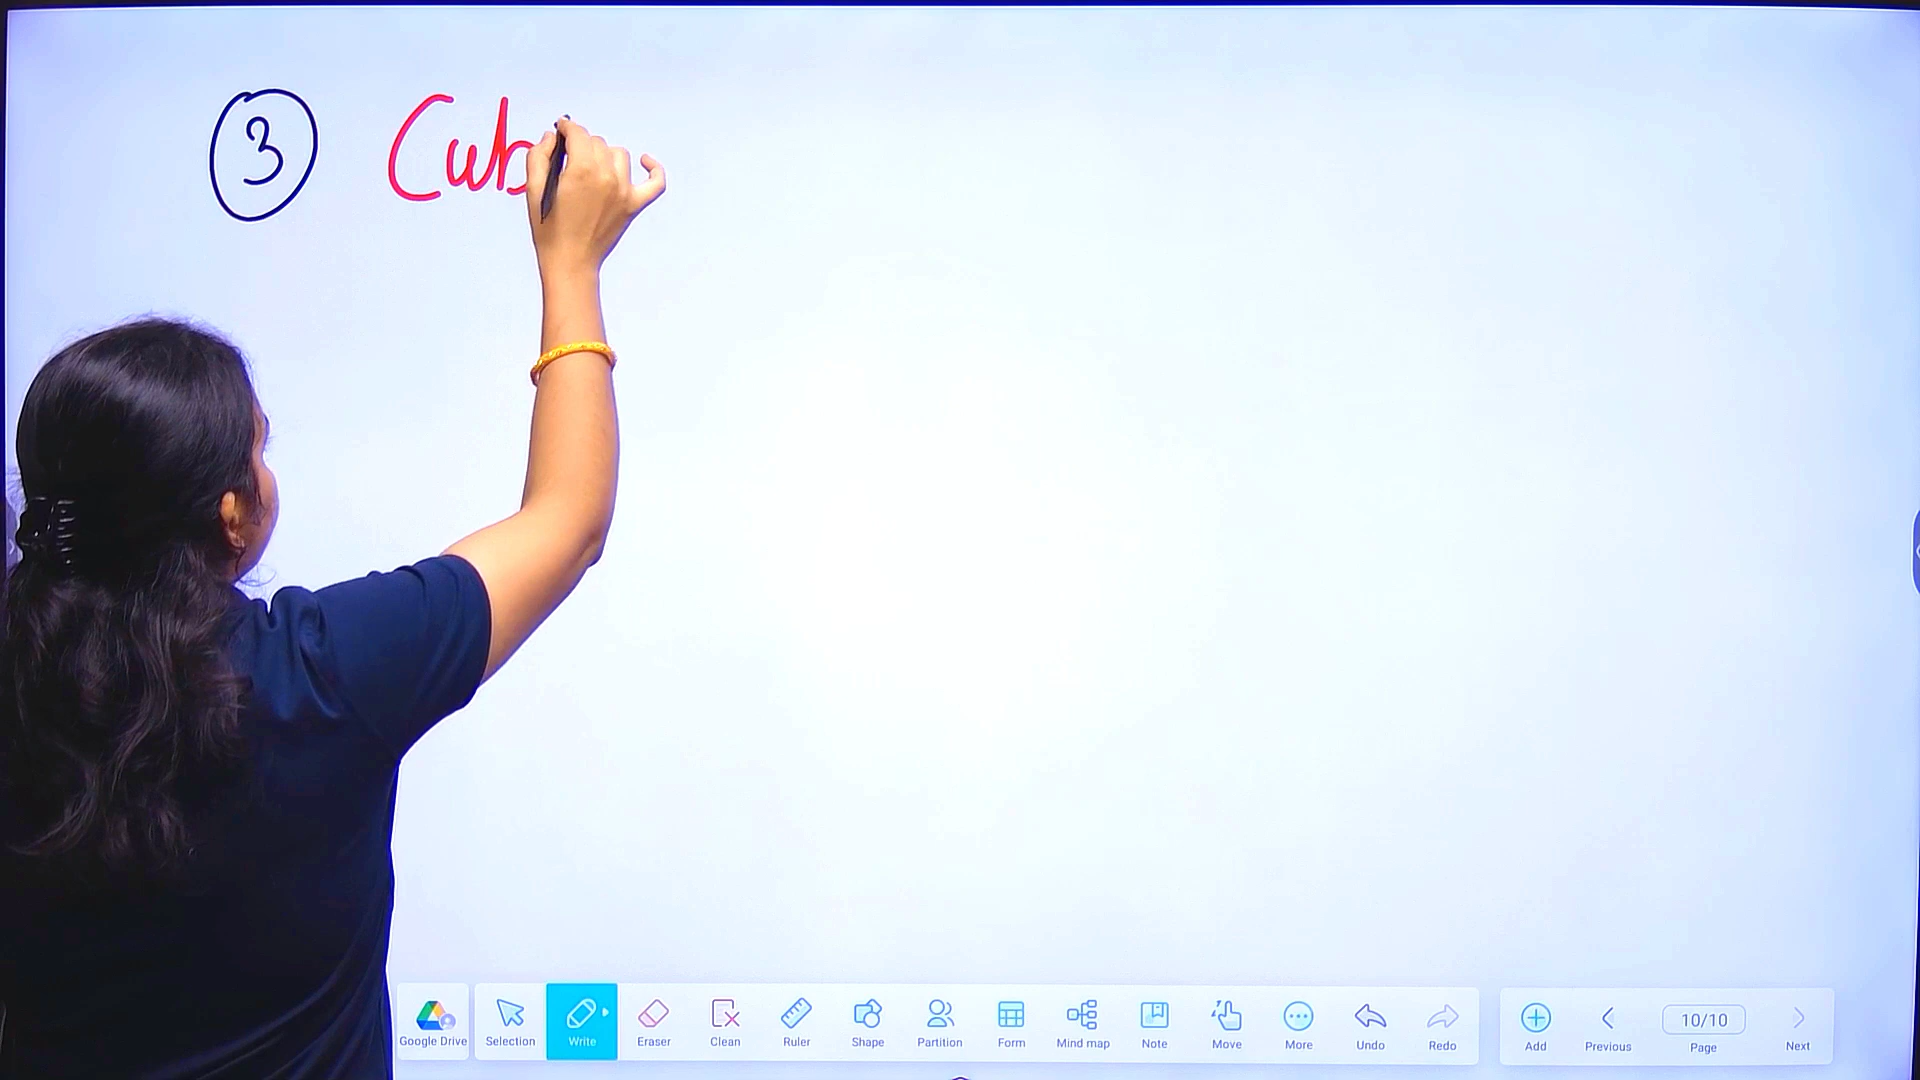 3 Cub
Google Drive Selection Write Eraser Clean Ruler Shape Partition Form Mind map Note Move More Undo Redo Add Previous 10/10 Page Next